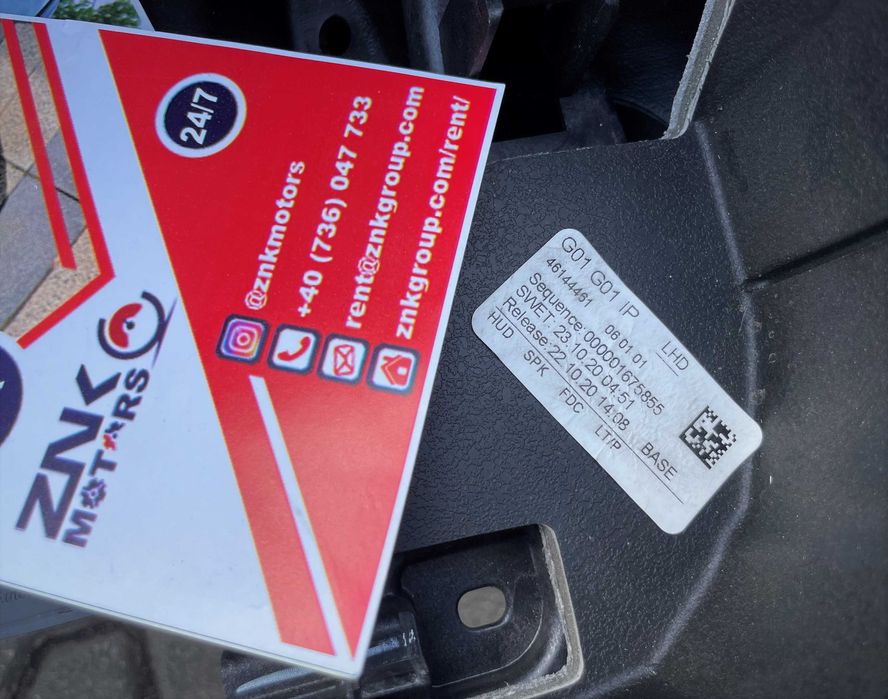 24/7
@znkmotors
+40 (736) 047 733
rent@znkgroup.com
znkgroup.com/rent/
ZNK
MOTORS
G01 G01 IP LHD
46144461 06.01.01
Sequence:000001675855
SWET: 23.10.20 04:51
Release:22.10.20 14:08 BASE
HUD SPK FDC LT/P